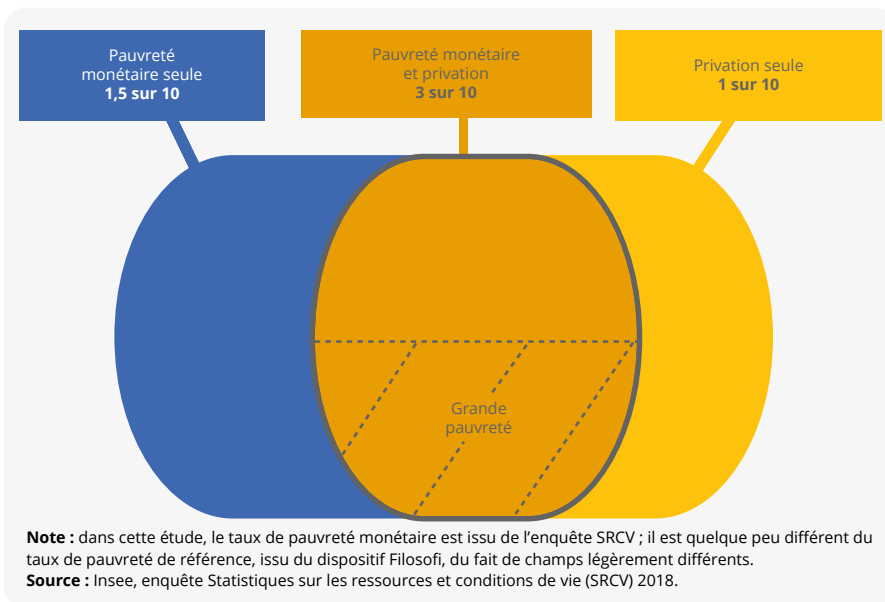 Pauvreté
monétaire seule
1,5 sur 10
Pauvreté monétaire
et privation
3 sur 10
Privation seule
1 sur 10
Grande
pauvreté
Note : dans cette étude, le taux de pauvreté monétaire est issu de l’enquête SRCV ; il est quelque peu différent du
taux de pauvreté de référence, issu du dispositif Filosofi, du fait de champs légèrement différents.
Source : Insee, enquête Statistiques sur les ressources et conditions de vie (SRCV) 2018.